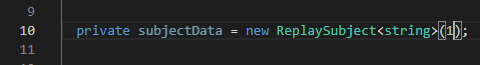 9
10 private subjectData = new ReplaySubject<string>(1);
11